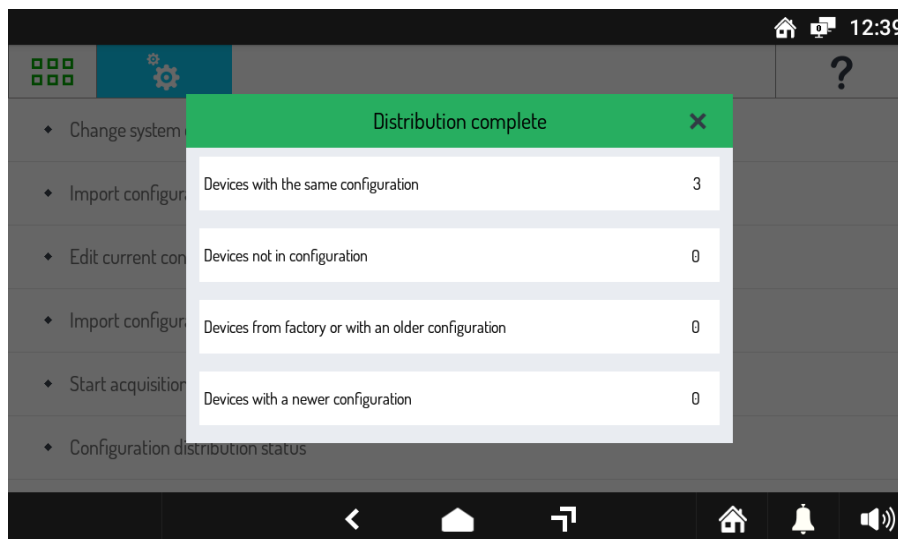 12:39
?
Distribution complete
Change system
Devices with the same configuration 3
Import configur
Devices not in configuration 0
Edit current con
Devices from factory or with an older configuration 0
Import configur
Start acquisition
Devices with a newer configuration 0
Configuration distribution status